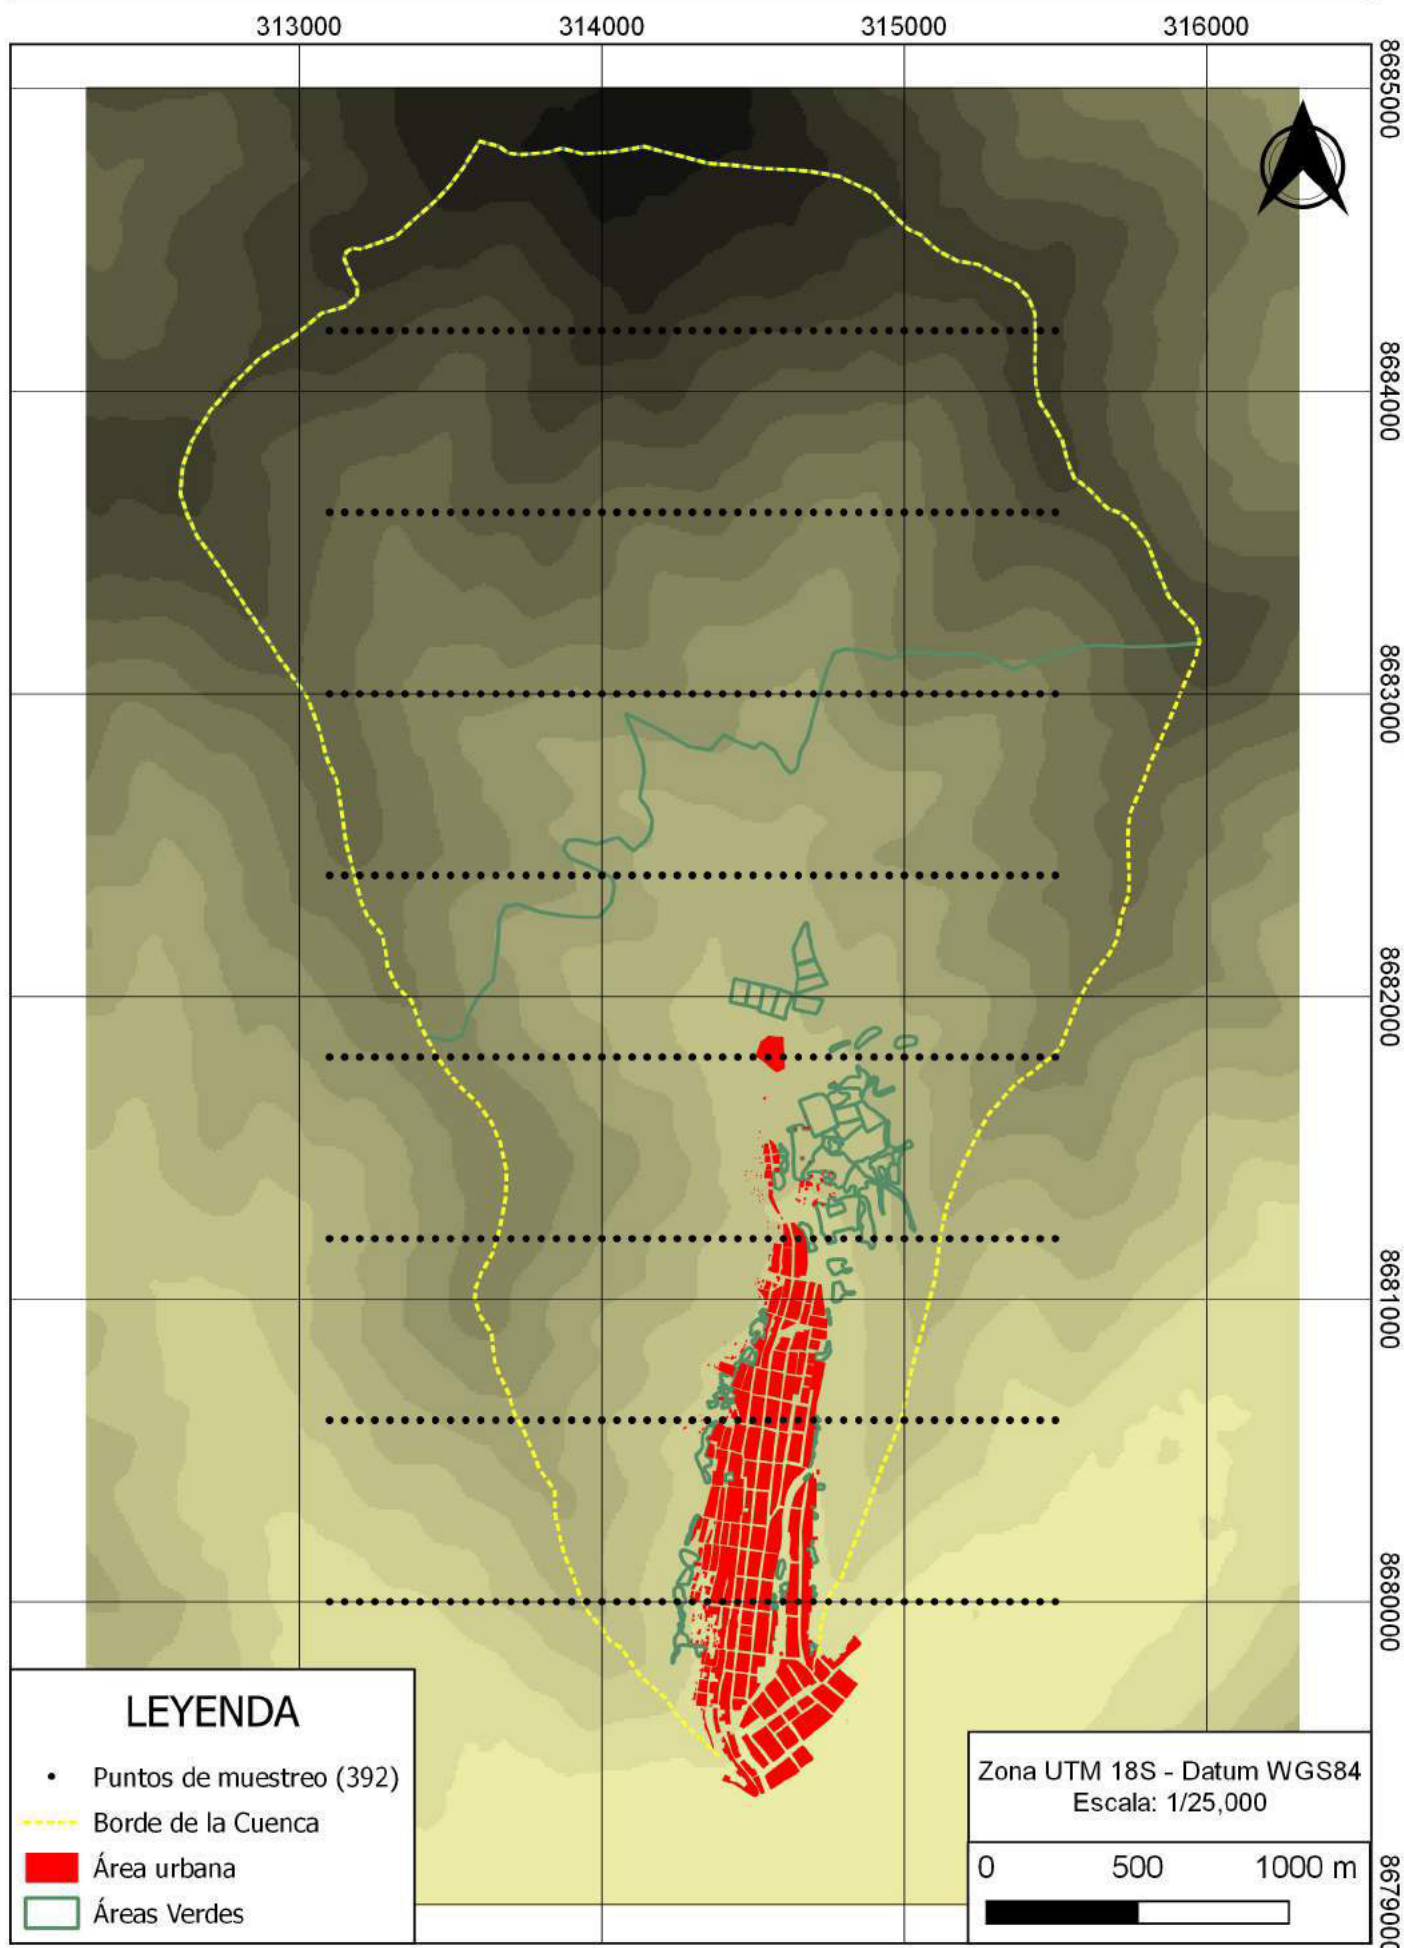 313000 314000 315000 316000
8685000
8684000
8683000
8682000
8681000
8680000
8679000
LEYENDA
Puntos de muestreo (392)
Borde de la Cuenca
Área urbana
Áreas Verdes
Zona UTM 18S - Datum WGS84
Escala: 1/25,000
0 500 1000 m